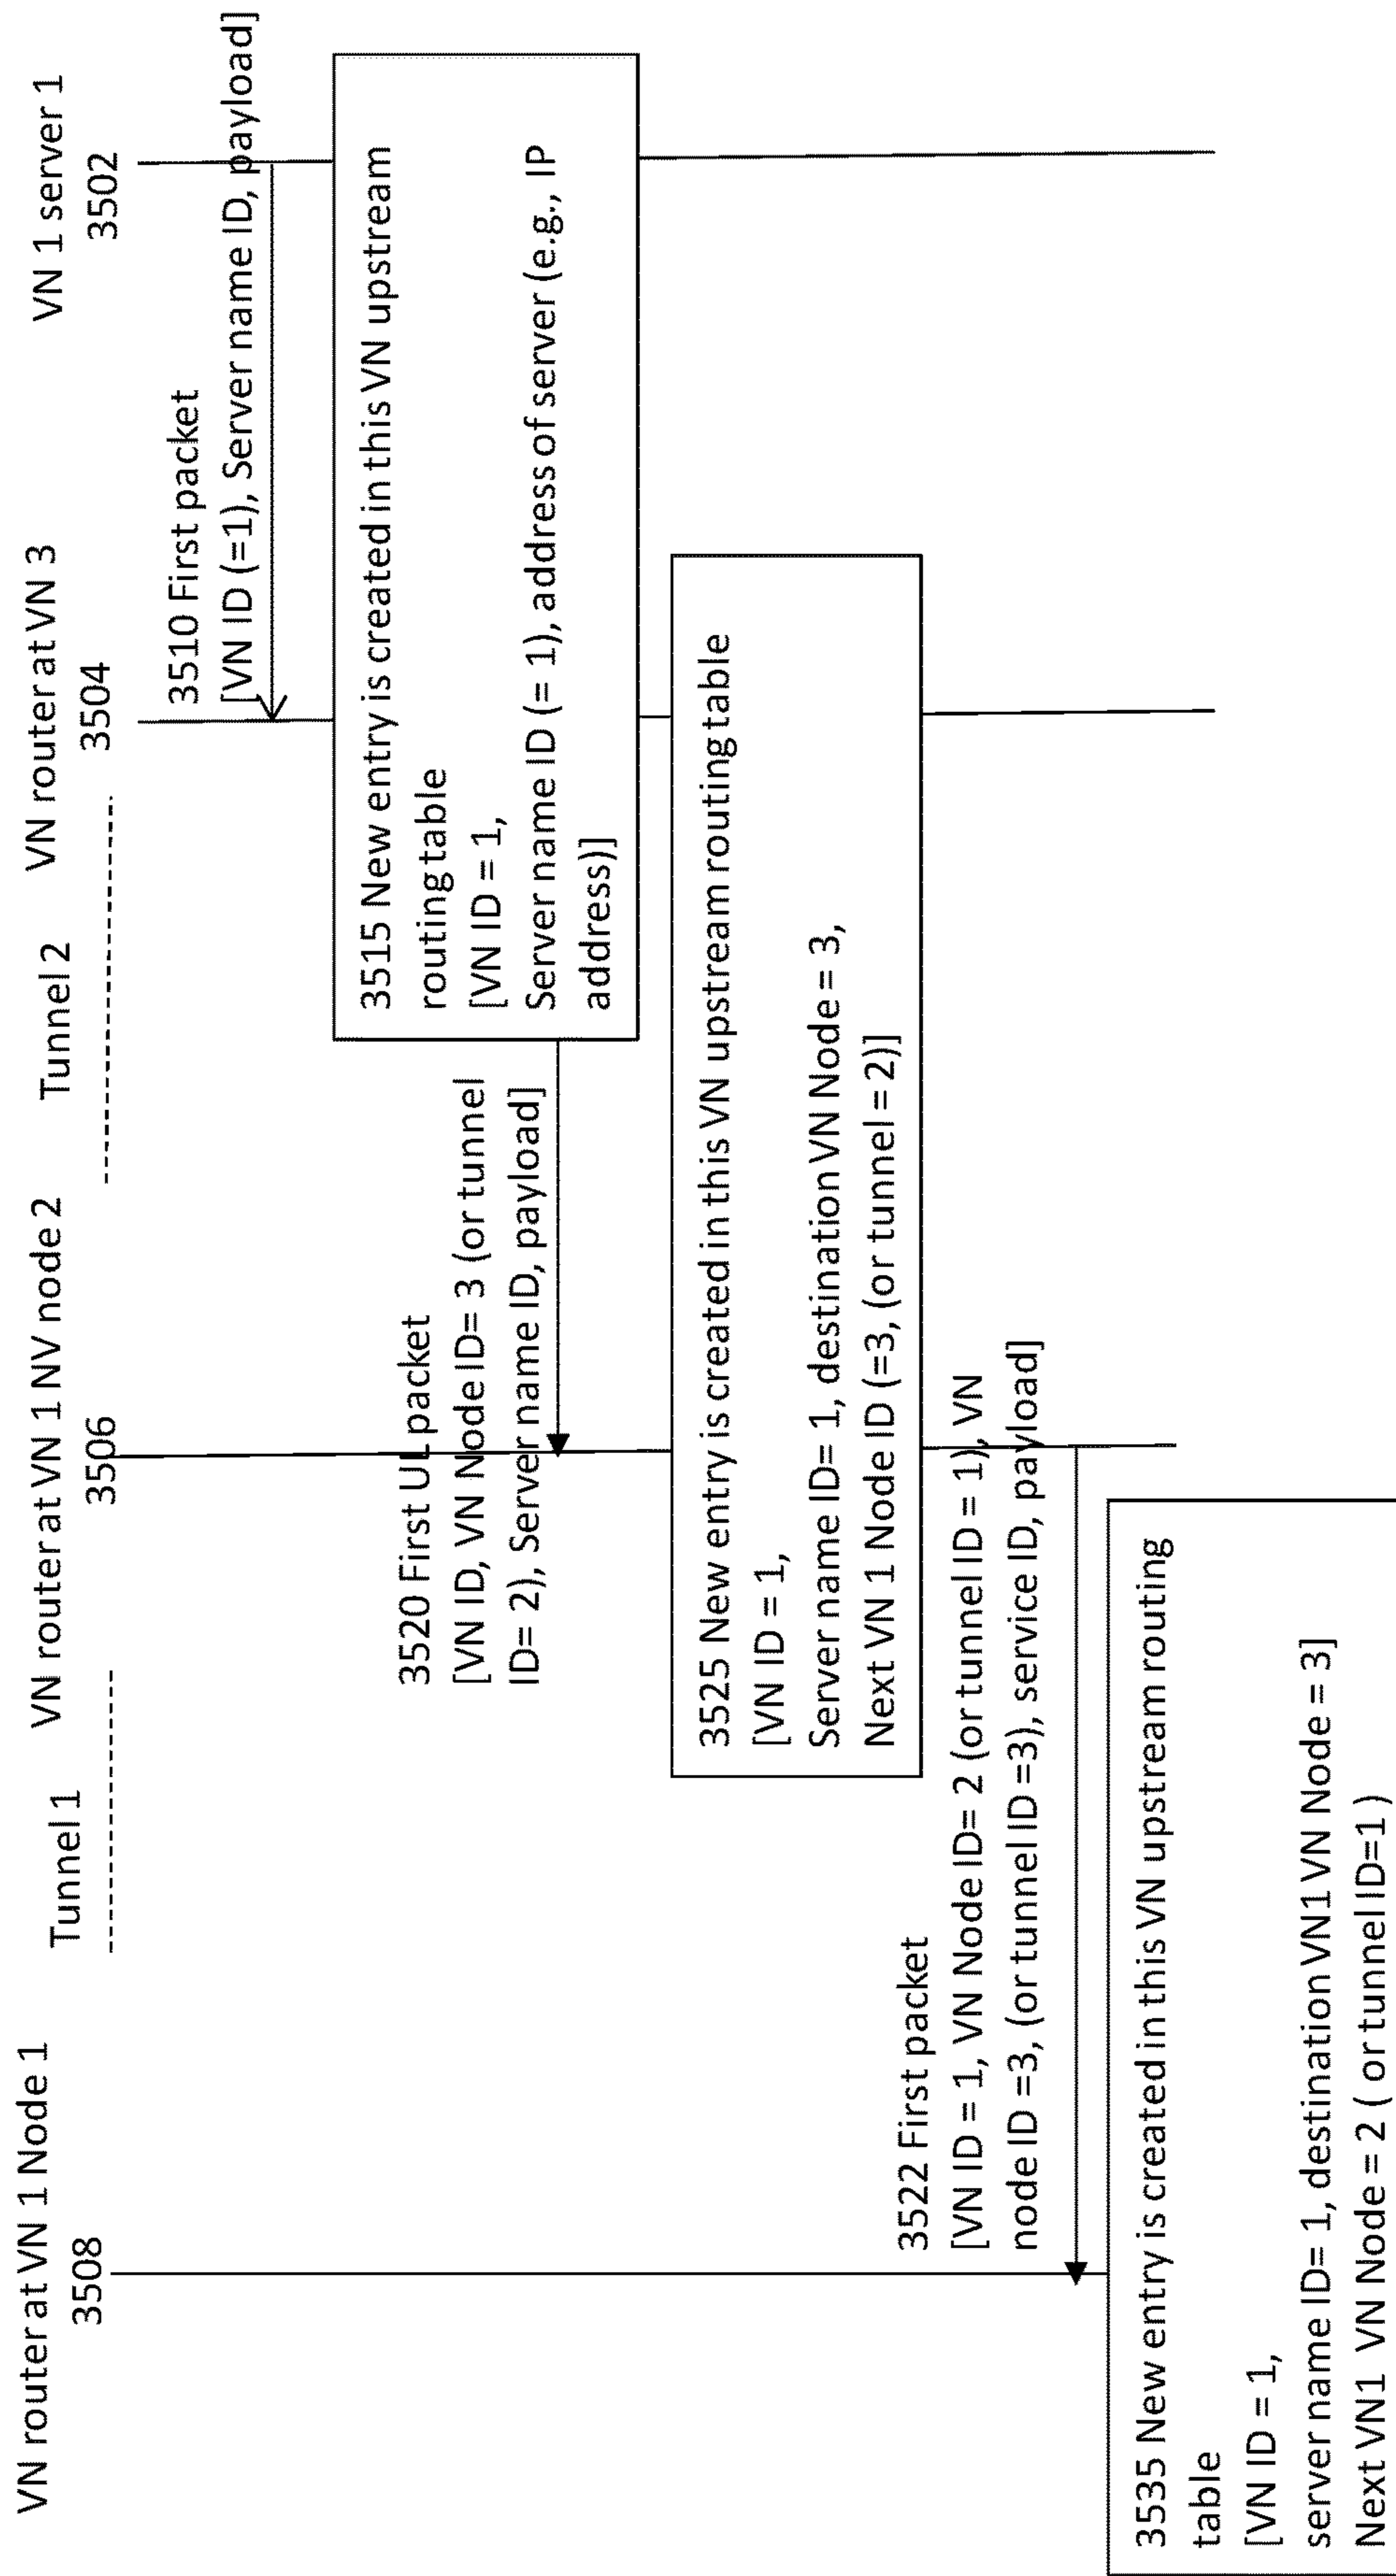 VN router at VN 1 Node 1
3508
Tunnel 1
VN router at VN 1 NV node 2
3506
Tunnel 2
VN router at VN 3
3504
VN 1 server 1
3502
3510 First packet
[VN ID (=1), Server name ID, payload]
3515 New entry is created in this VN upstream
routing table
[VN ID = 1,
Server name ID (= 1), address of server (e.g., IP
address)]
3520 First UL packet
[VN ID, VN Node ID= 3 (or tunnel
ID= 2), Server name ID, payload]
3525 New entry is created in this VN upstream routing table
[VN ID = 1,
Server name ID= 1, destination VN Node = 3,
Next VN 1 Node ID (=3, (or tunnel = 2)]
3522 First packet
[VN ID = 1, VN Node ID= 2 (or tunnel ID = 1), VN
node ID =3, (or tunnel ID =3), service ID, payload]
3535 New entry is created in this VN upstream routing
table
[VN ID = 1,
server name ID= 1, destination VN1 VN Node = 3]
Next VN1 VN Node = 2 ( or tunnel ID=1 )